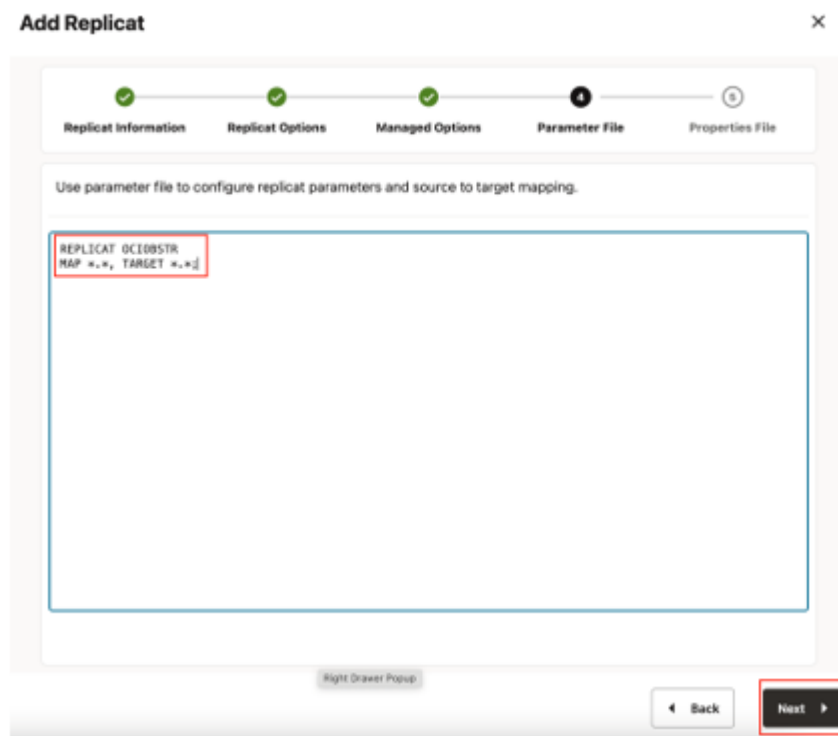 Add Replicat
×
5
4
Replicat Information
Replicat Options
Managed Options
Parameter File
Properties File
Use parameter file to configure replicat parameters and source to target mapping.
REPLICAT OCIOBSTR
MAP *.*, TARGET *.*;
Right Drawer Popup
Back
Next